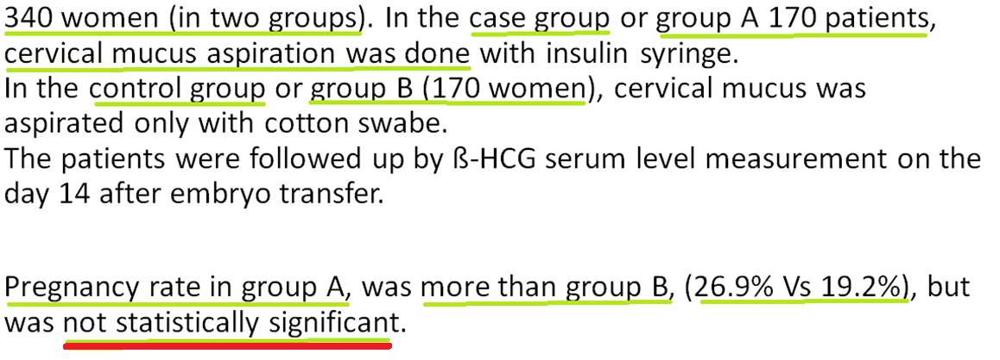 340 women (in two groups). In the case group or group A 170 patients,
cervical mucus aspiration was done with insulin syringe.
In the control group or group B (170 women), cervical mucus was
aspirated only with cotton swabe.
The patients were followed up by ß-HCG serum level measurement on the
day 14 after embryo transfer.
Pregnancy rate in group A, was more than group B, (26.9% Vs 19.2%), but
was not statistically significant.